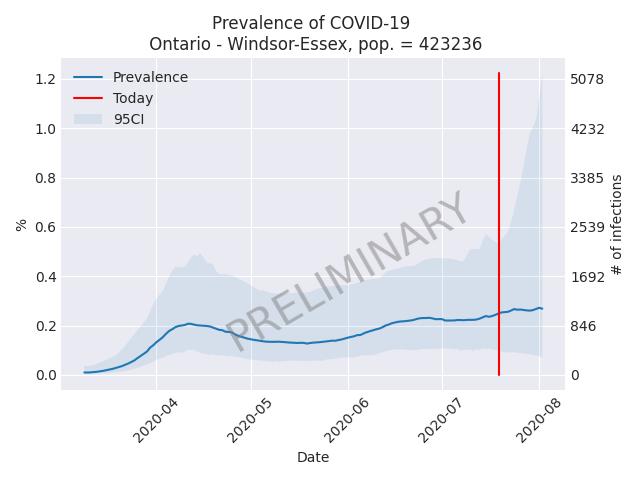 Prevalence of COVID-19
Ontario - Windsor-Essex, pop. = 423236
Prevalence
Today
95CI
PRELIMINARY
%
1.2
1.0
0.8
0.6
0.4
0.2
0.0
5078
4232
3385
2539
1692
846
0
# of infections
2020-04
2020-05
2020-06
2020-07
2020-08
Date